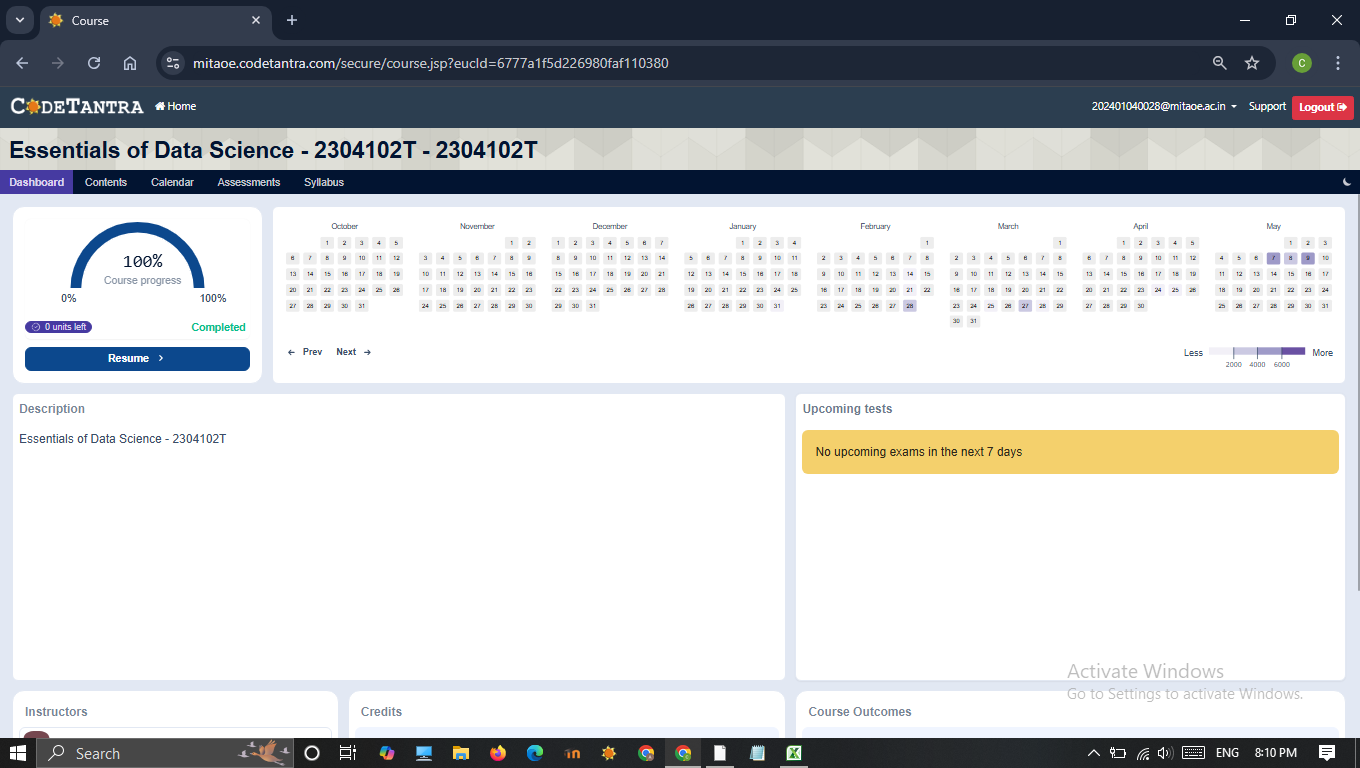 Course
mitaoe.codetantra.com/secure/course.jsp?eucId=6777a1f5d226980faf110380
C
CODETANTRA
Home
202401040028@mitaoe.ac.in
Support
Logout
Essentials of Data Science - 2304102T - 2304102T
Dashboard
Contents
Calendar
Assessments
Syllabus
100%
Course progress
0%
100%
0 units left
Completed
Resume
October
1 2 3 4 5
6 7 8 9 10 11 12
13 14 15 16 17 18 19
20 21 22 23 24 25 26
27 28 29 30 31
November
1 2
3 4 5 6 7 8 9
10 11 12 13 14 15 16
17 18 19 20 21 22 23
24 25 26 27 28 29 30
December
1 2 3 4 5 6 7
8 9 10 11 12 13 14
15 16 17 18 19 20 21
22 23 24 25 26 27 28
29 30 31
January
1 2 3 4
5 6 7 8 9 10 11
12 13 14 15 16 17 18
19 20 21 22 23 24 25
26 27 28 29 30 31
February
1
2 3 4 5 6 7 8
9 10 11 12 13 14 15
16 17 18 19 20 21 22
23 24 25 26 27 28
March
1
2 3 4 5 6 7 8
9 10 11 12 13 14 15
16 17 18 19 20 21 22
23 24 25 26 27 28 29
30 31
April
1 2 3 4 5
6 7 8 9 10 11 12
13 14 15 16 17 18 19
20 21 22 23 24 25 26
27 28 29 30
May
1 2 3
4 5 6 7 8 9 10
11 12 13 14 15 16 17
18 19 20 21 22 23 24
25 26 27 28 29 30 31
Prev
Next
Less
More
2000 4000 6000
Description
Essentials of Data Science - 2304102T
Upcoming tests
No upcoming exams in the next 7 days
Activate Windows
Go to Settings to activate Windows.
Instructors
Credits
Course Outcomes
Search
ENG
8:10 PM